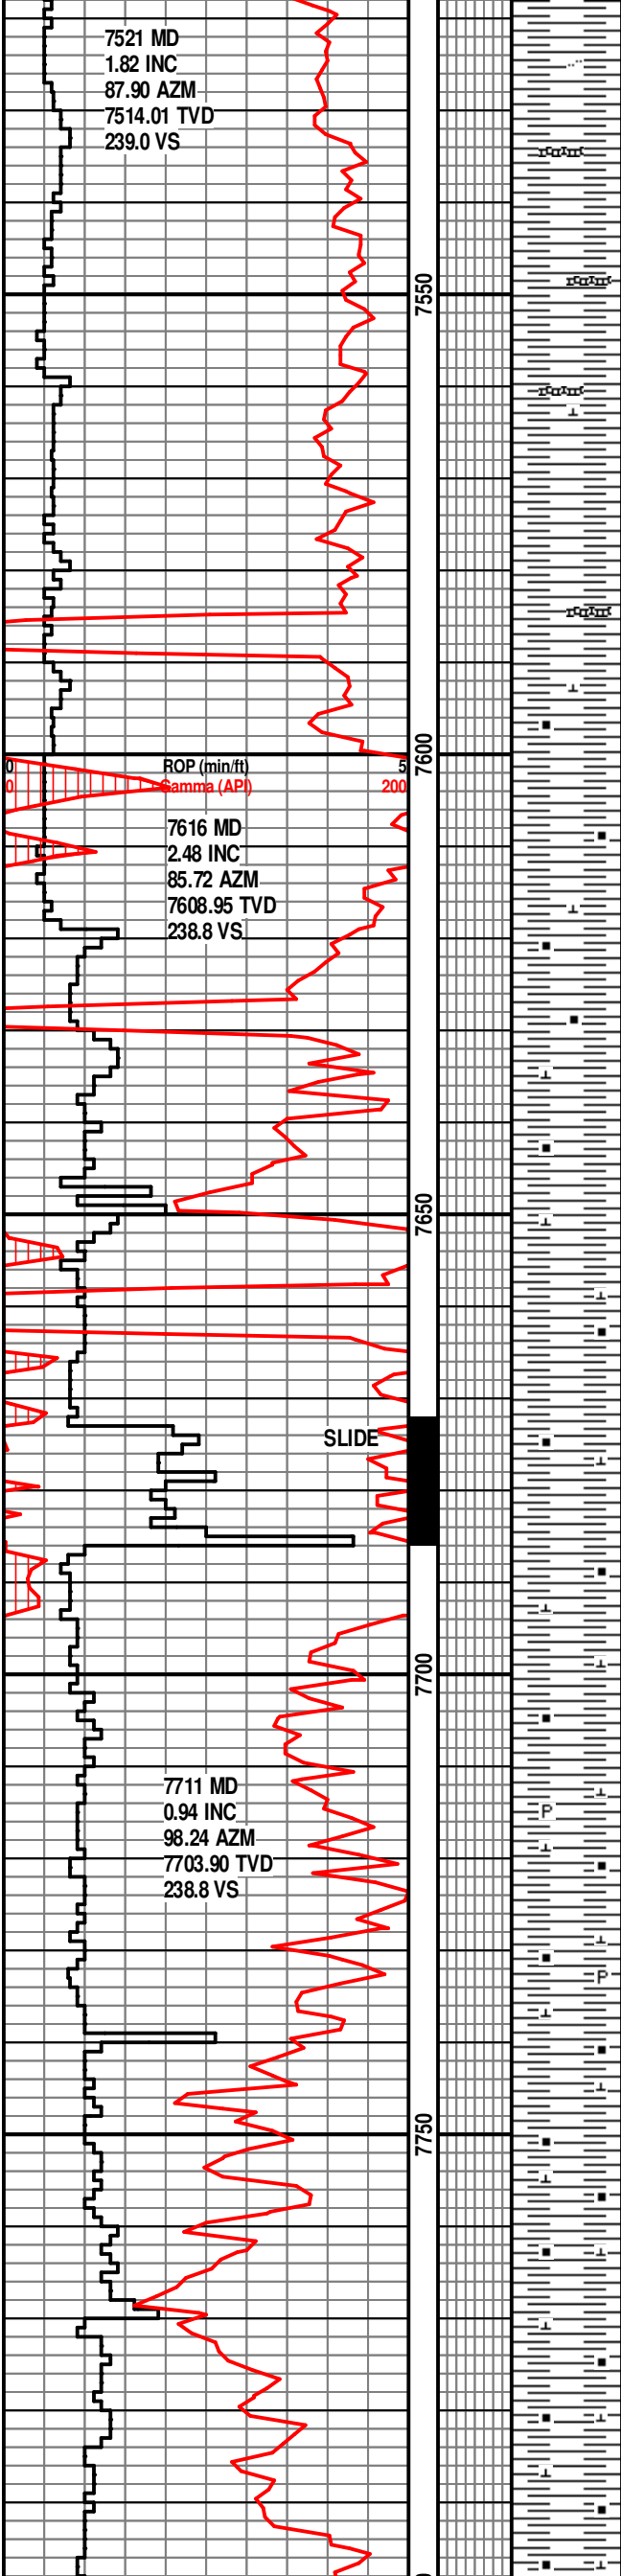 7521 MD
1.82 INC
87.90 AZM
7514.01 TVD
239.0 VS
7550
7600
0 ROP (min/ft) 5
0 Gamma (API) 200
7616 MD
2.48 INC
85.72 AZM
7608.95 TVD
238.8 VS
7650
SLIDE
7700
7711 MD
0.94 INC
98.24 AZM
7703.90 TVD
238.8 VS
P
P
7750